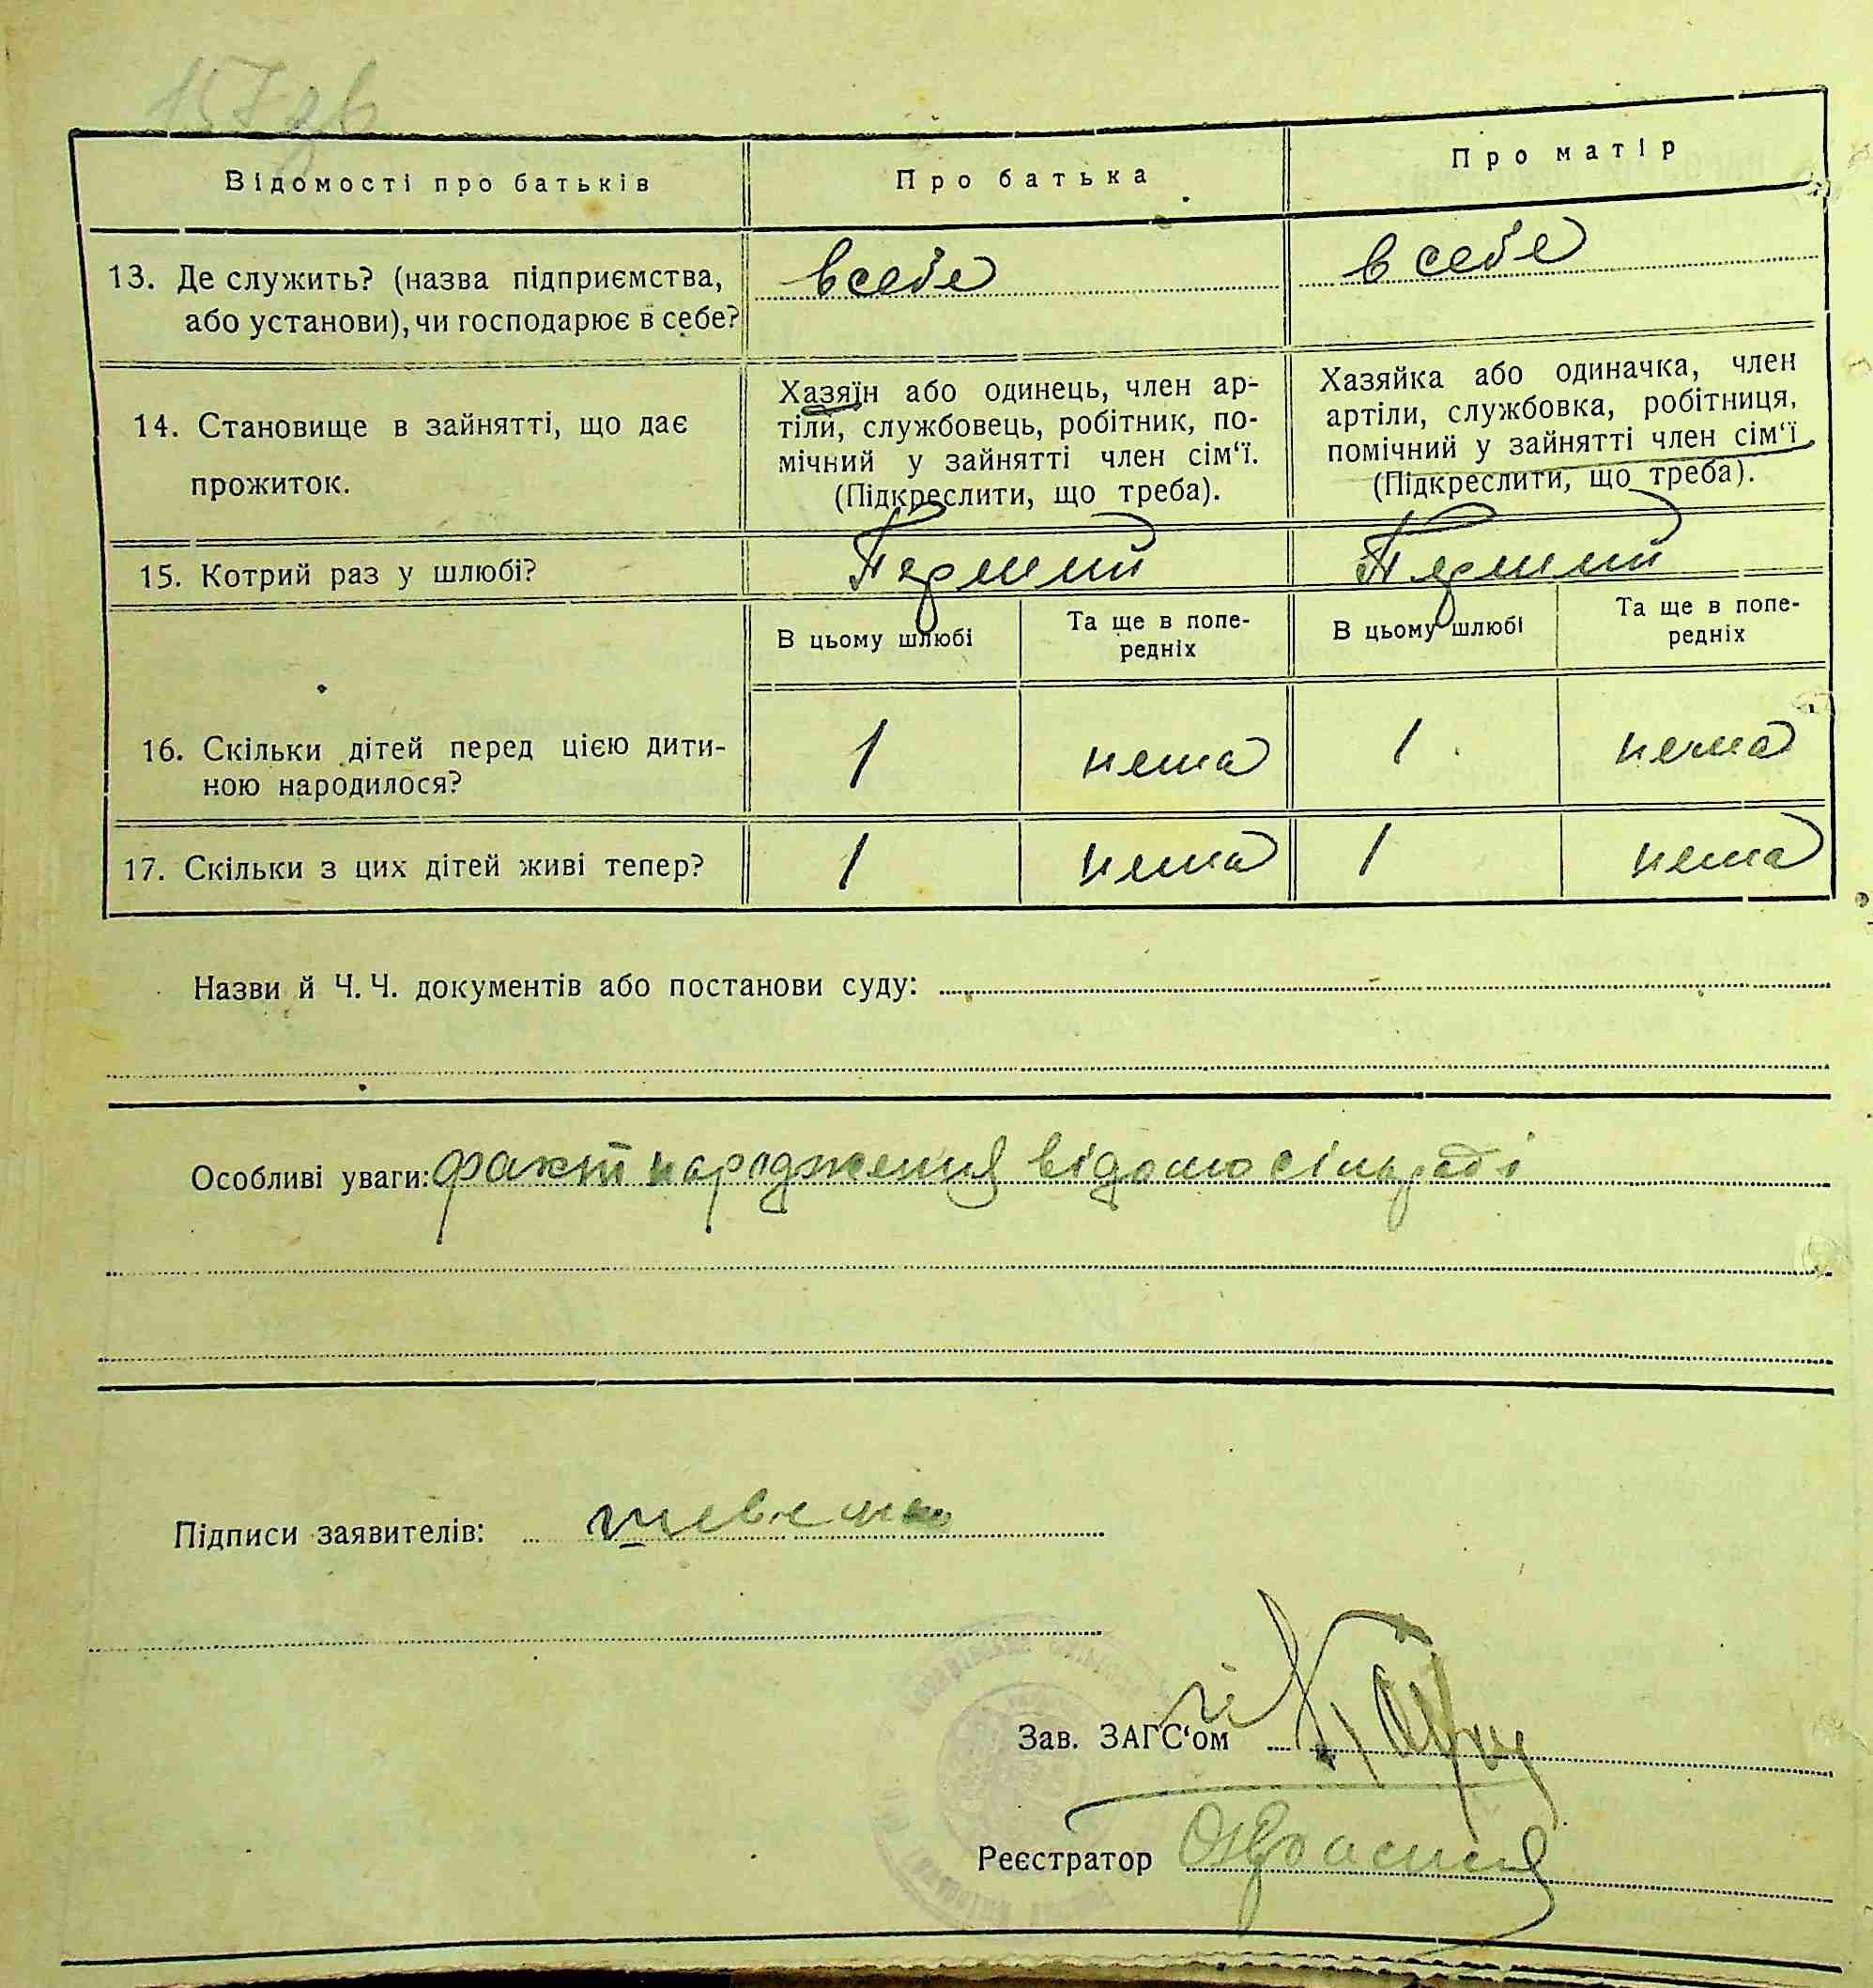 157 зв
Відомості про батьків
Про батька
Про матір
13. Де служить? (назва підприємства,
або установи), чи господарює в себе?
в себе
в себе
14. Становище в зайнятті, що дає
прожиток.
Хазяїн або одинець, член ар-
тіли, службовець, робітник, по-
мічний у зайнятті член сім'ї.
(Підкреслити, що треба).
Хазяйка або одиначка, член
артіли, службовка, робітниця,
помічний у зайнятті член сім'ї.
(Підкреслити, що треба).
15. Котрий раз у шлюбі?
Перший
Перший
В цьому шлюбі
Та ще в попе-
редніх
В цьому шлюбі
Та ще в попе-
редніх
16. Скільки дітей перед цією дити-
ною народилося?
1
нема
1
нема
17. Скільки з цих дітей живі тепер?
1
нема
1
нема
Назви й Ч. Ч. документів або постанови суду:
Особливі уваги: факт народження відомо сільраді
Підписи заявителів:
Зав. ЗАГС'ом
Реєстратор